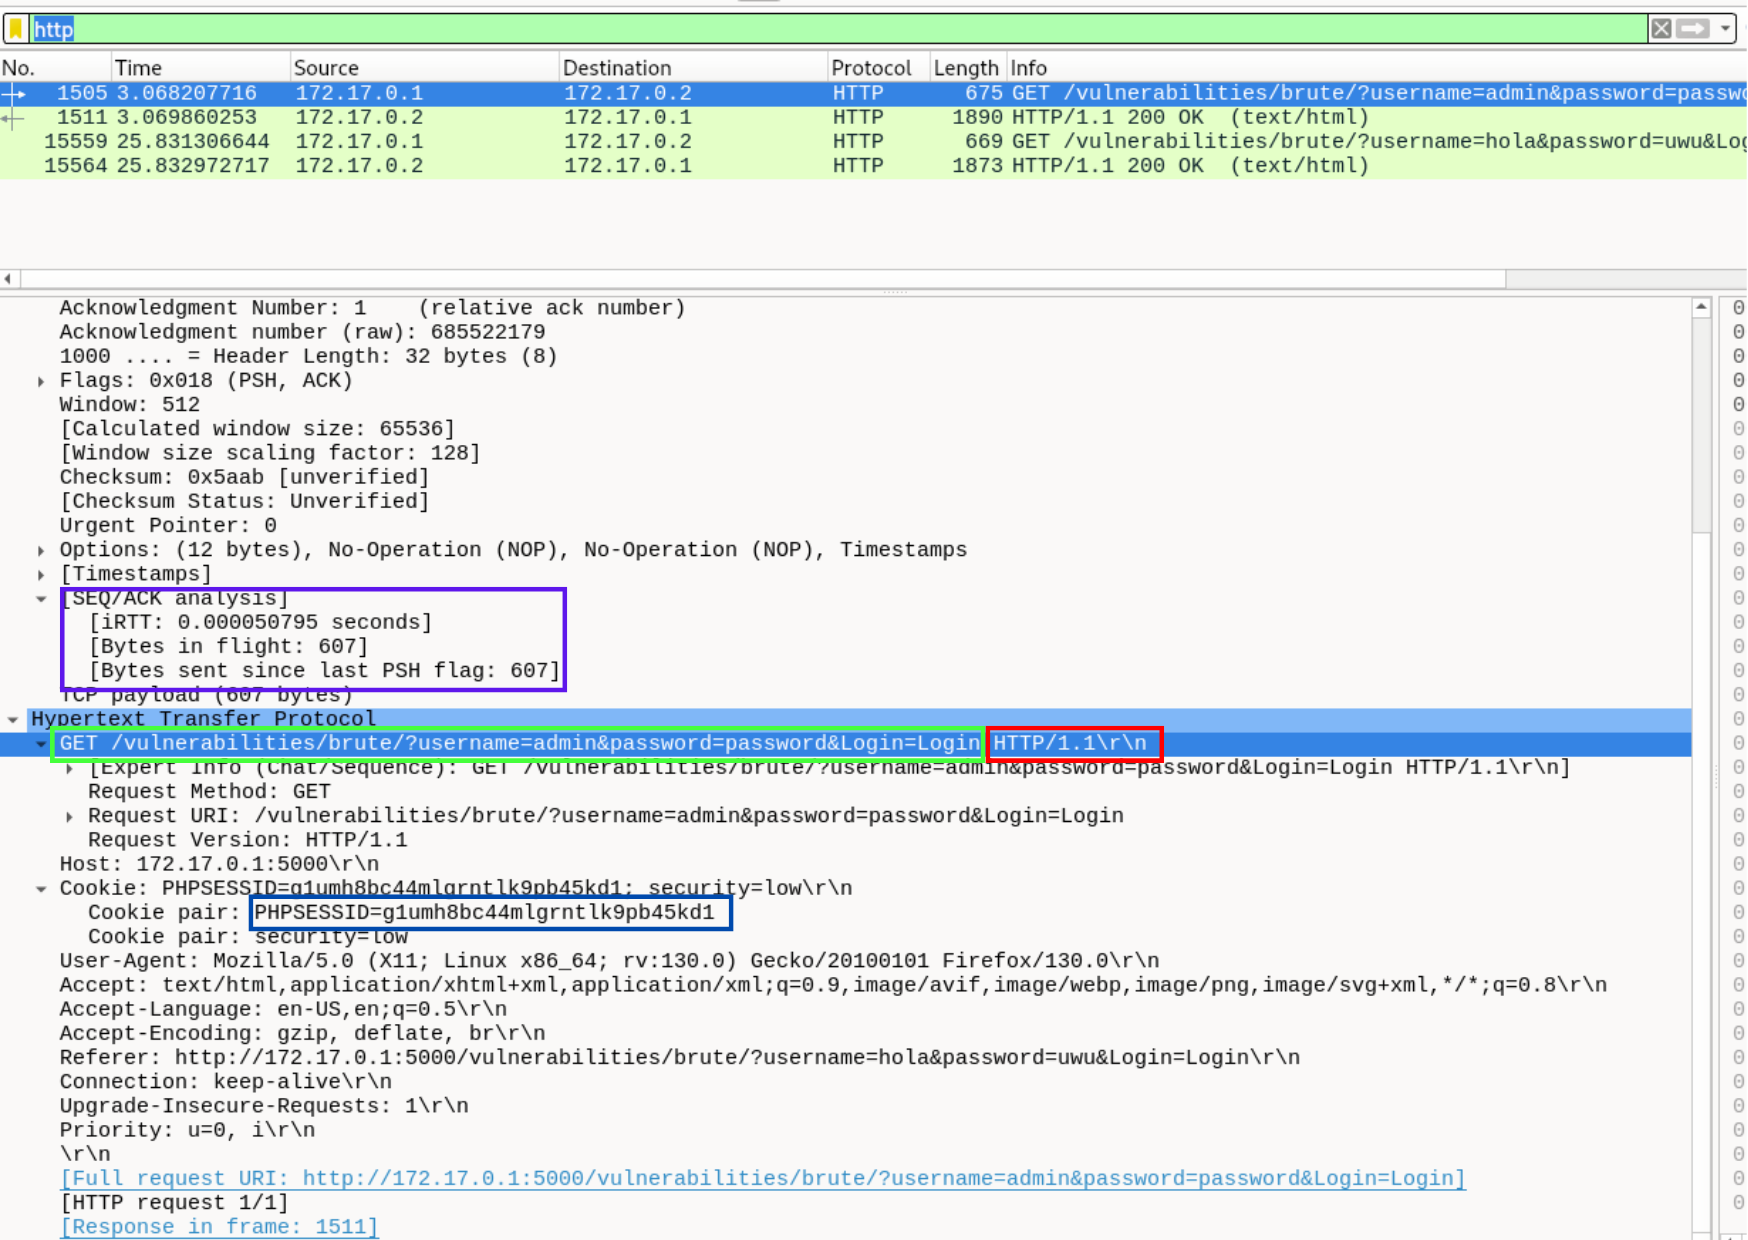 http
No. Time Source Destination Protocol Length Info
1505 3.068207716 172.17.0.1 172.17.0.2 HTTP 675 GET /vulnerabilities/brute/?username=admin&password=passwo
1511 3.069860253 172.17.0.2 172.17.0.1 HTTP 1890 HTTP/1.1 200 OK (text/html)
15559 25.831306644 172.17.0.1 172.17.0.2 HTTP 669 GET /vulnerabilities/brute/?username=hola&password=uwu&Log
15564 25.832972717 172.17.0.2 172.17.0.1 HTTP 1873 HTTP/1.1 200 OK (text/html)
Acknowledgment Number: 1 (relative ack number)
Acknowledgment number (raw): 685522179
1000 .... = Header Length: 32 bytes (8)
Flags: 0x018 (PSH, ACK)
Window: 512
[Calculated window size: 65536]
[Window size scaling factor: 128]
Checksum: 0x5aab [unverified]
[Checksum Status: Unverified]
Urgent Pointer: 0
Options: (12 bytes), No-Operation (NOP), No-Operation (NOP), Timestamps
[Timestamps]
[SEQ/ACK analysis]
[iRTT: 0.000050795 seconds]
[Bytes in flight: 607]
[Bytes sent since last PSH flag: 607]
TCP payload (607 bytes)
Hypertext Transfer Protocol
GET /vulnerabilities/brute/?username=admin&password=password&Login=Login HTTP/1.1\r\n
[Expert Info (Chat/Sequence): GET /vulnerabilities/brute/?username=admin&password=password&Login=Login HTTP/1.1\r\n]
Request Method: GET
Request URI: /vulnerabilities/brute/?username=admin&password=password&Login=Login
Request Version: HTTP/1.1
Host: 172.17.0.1:5000\r\n
Cookie: PHPSESSID=g1umh8bc44mlgrntlk9pb45kd1; security=low\r\n
Cookie pair: PHPSESSID=g1umh8bc44mlgrntlk9pb45kd1
Cookie pair: security=low
User-Agent: Mozilla/5.0 (X11; Linux x86_64; rv:130.0) Gecko/20100101 Firefox/130.0\r\n
Accept: text/html,application/xhtml+xml,application/xml;q=0.9,image/avif,image/webp,image/png,image/svg+xml,*/*;q=0.8\r\n
Accept-Language: en-US,en;q=0.5\r\n
Accept-Encoding: gzip, deflate, br\r\n
Referer: http://172.17.0.1:5000/vulnerabilities/brute/?username=hola&password=uwu&Login=Login\r\n
Connection: keep-alive\r\n
Upgrade-Insecure-Requests: 1\r\n
Priority: u=0, i\r\n
\r\n
[Full request URI: http://172.17.0.1:5000/vulnerabilities/brute/?username=admin&password=password&Login=Login]
[HTTP request 1/1]
[Response in frame: 1511]